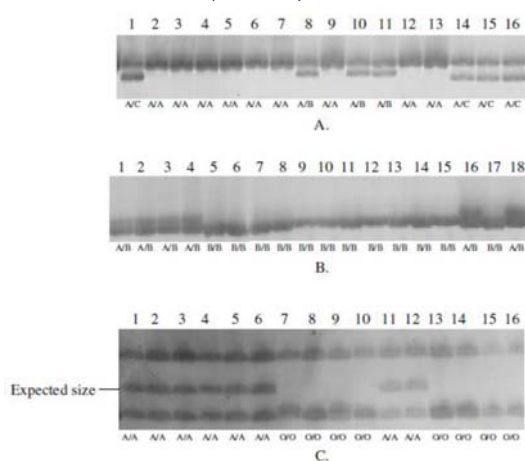 1 2 3 4 5 6 7 8 9 10 11 12 13 14 15 16
A/C A/A A/A A/A A/A A/A A/A A/B A/A A/B A/B A/A A/A A/C A/C A/C
A.
1 2 3 4 5 6 7 8 9 10 11 12 13 14 15 16 17 18
A/B A/B A/B A/B B/B B/B B/B B/B B/B B/B B/B B/B B/B B/B B/B A/B B/B A/B
B.
1 2 3 4 5 6 7 8 9 10 11 12 13 14 15 16
Expected size
A/A A/A A/A A/A A/A A/A O/O O/O O/O O/O A/A A/A O/O O/O O/O O/O
C.